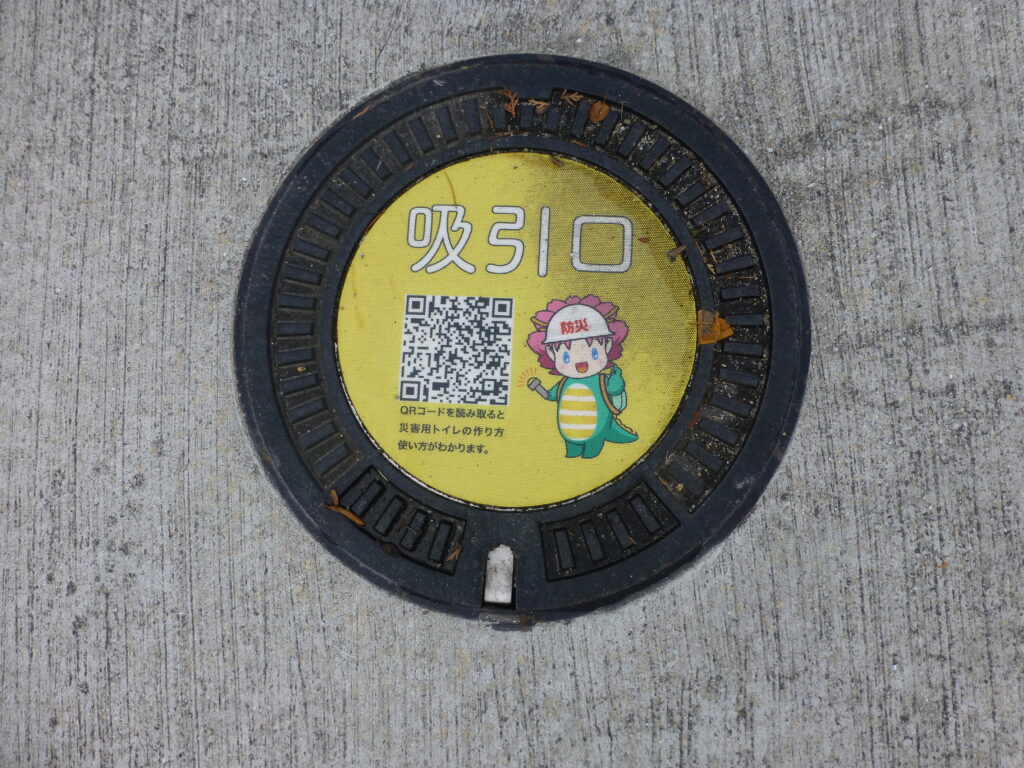 吸引口
防災
QRコードを読み取ると
災害用トイレの作り方
使い方がわかります。